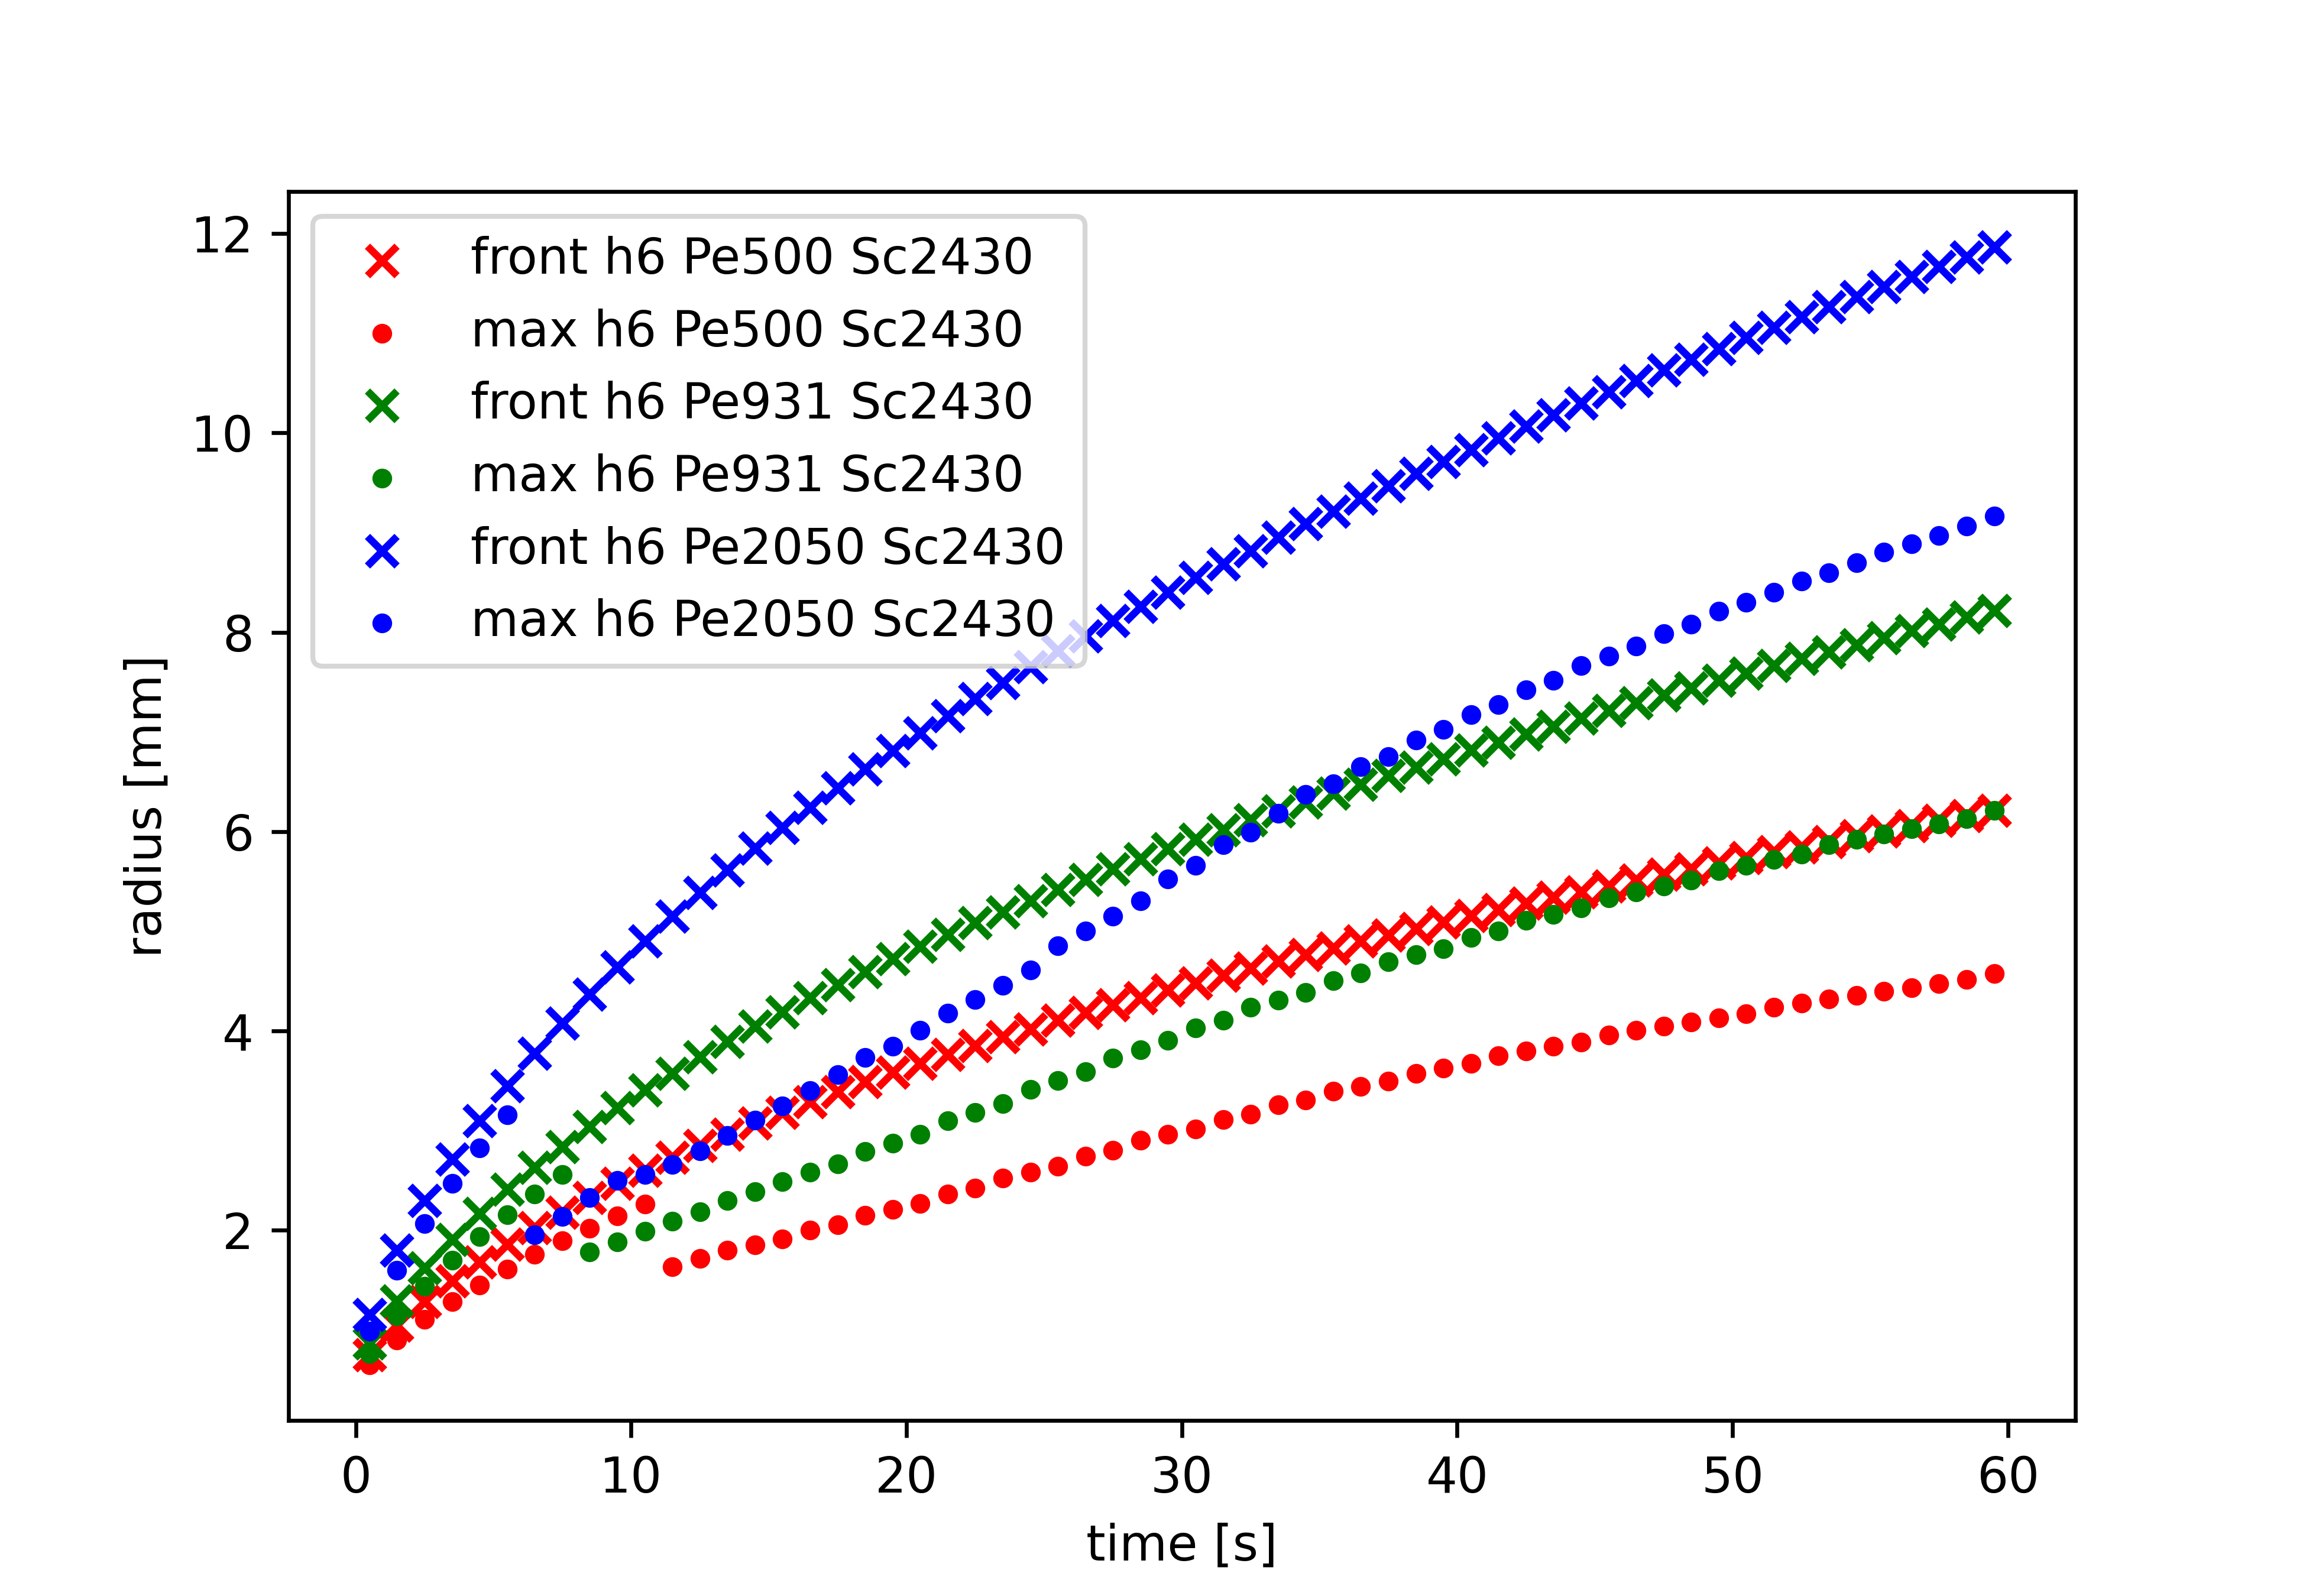 12
10
8
6
4
2
radius [mm]
front h6 Pe500 Sc2430
max h6 Pe500 Sc2430
front h6 Pe931 Sc2430
max h6 Pe931 Sc2430
front h6 Pe2050 Sc2430
max h6 Pe2050 Sc2430
0 10 20 30 40 50 60
time [s]